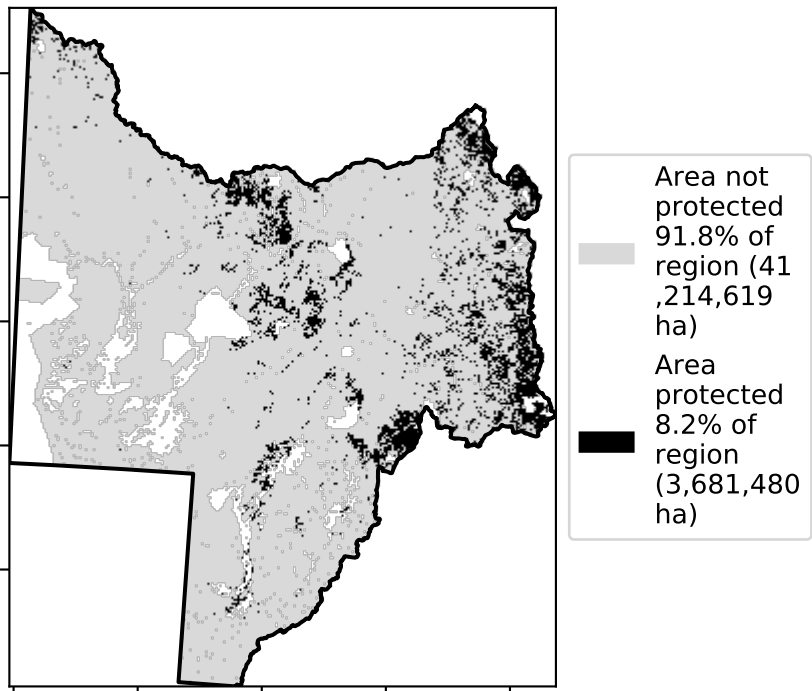 Area not
protected
91.8% of
region (41
,214,619
ha)
Area
protected
8.2% of
region
(3,681,480
ha)